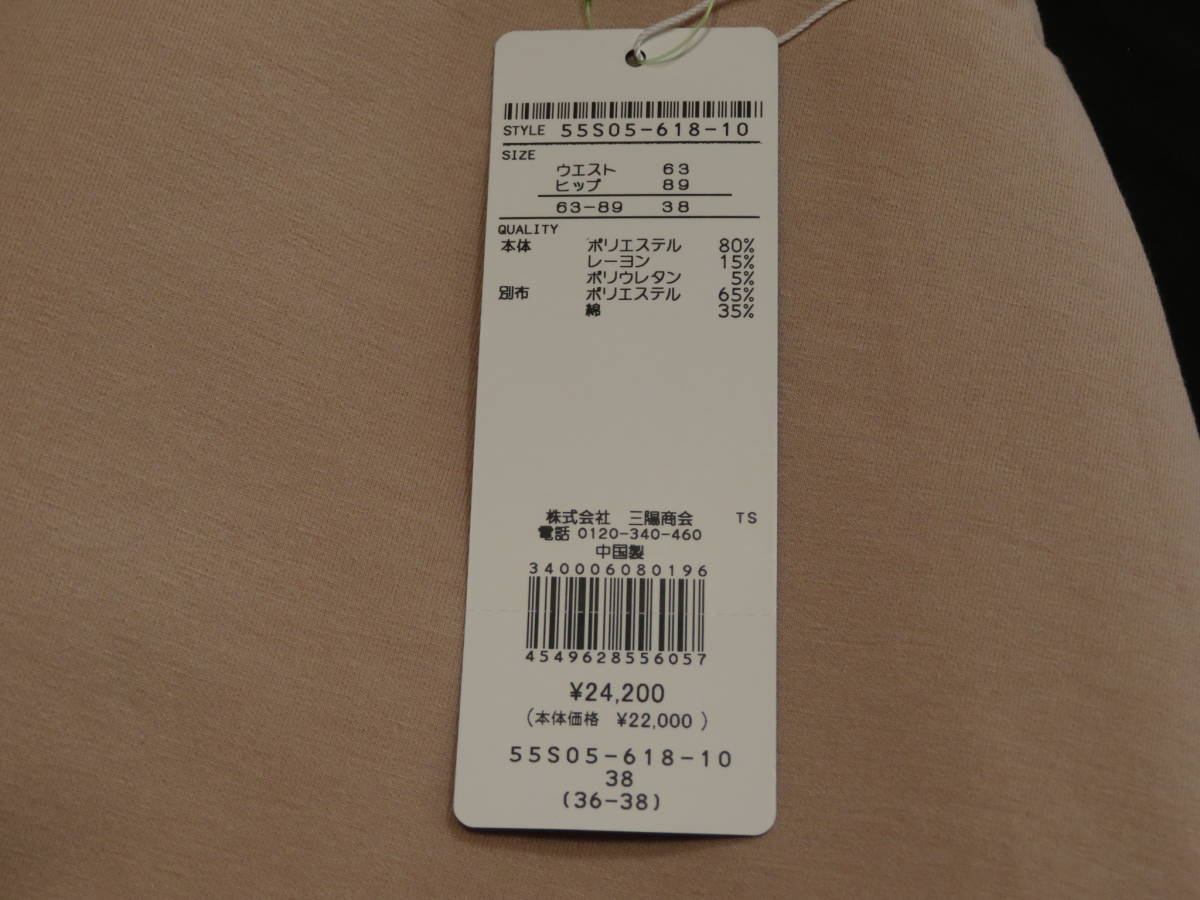 STYLE 55S05-618-10
SIZE
ウエスト 63
ヒップ 89
63-89 38
QUALITY
本体 ポリエステル 80%
レーヨン 15%
ポリウレタン 5%
別布 ポリエステル 65%
綿 35%
株式会社 三陽商会 TS
電話 0120-340-460
中国製
340006080196
4549628556057
¥24,200
(本体価格 ¥22,000)
55S05-618-10
38
(36-38)